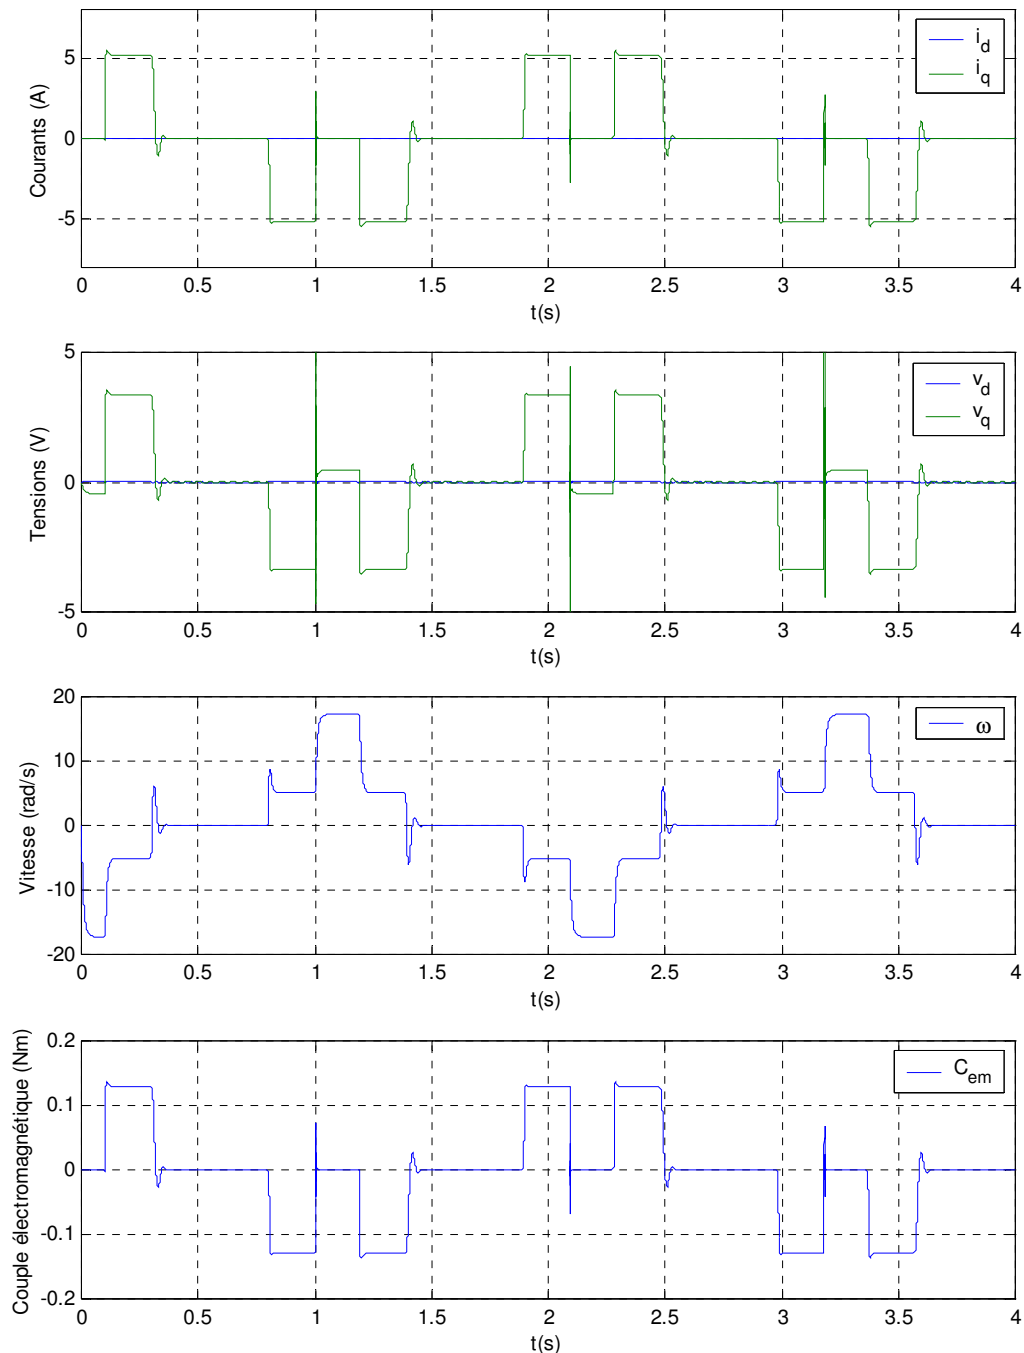 5
0
-5
Courants (A)
i_d
i_q
0 0.5 1 1.5 2 2.5 3 3.5 4
t(s)
5
0
-5
Tensions (V)
v_d
v_q
0 0.5 1 1.5 2 2.5 3 3.5 4
t(s)
20
10
0
-10
-20
Vitesse (rad/s)
ω
0 0.5 1 1.5 2 2.5 3 3.5 4
t(s)
0.2
0.1
0
-0.1
-0.2
Couple électromagnétique (Nm)
C_em
0 0.5 1 1.5 2 2.5 3 3.5 4
t(s)